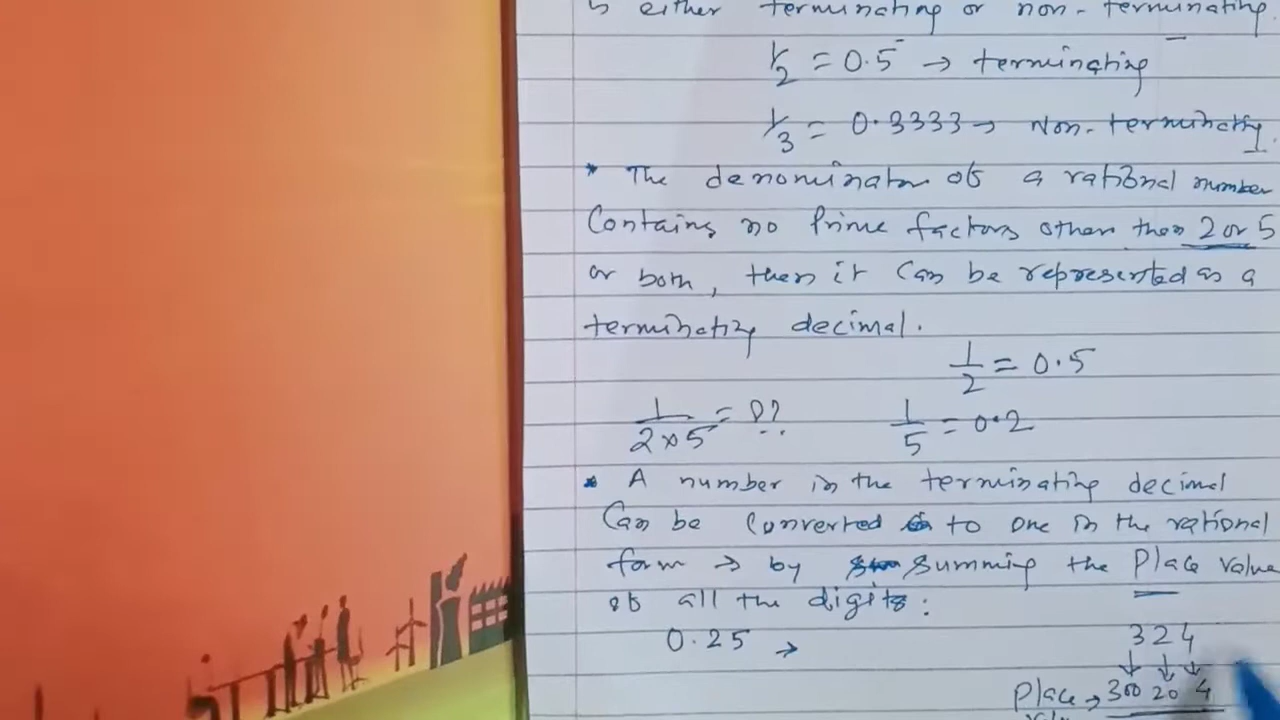 is either terminating or non-terminating.
1/2 = 0.5 → terminating
1/3 = 0.3333 → Non-terminating.
* The denominator of a rational number
Contains no Prime factors other than 2 or 5
or both, then it can be represented as a
terminating decimal.
1/2 = 0.5
1/2×5 = ?? 1/5 = 0.2
* A number in the terminating decimal
Can be Converted to one in the rational
form → by summing the Place value
of all the digits:
0.25 → 324
Place → 300 20 4